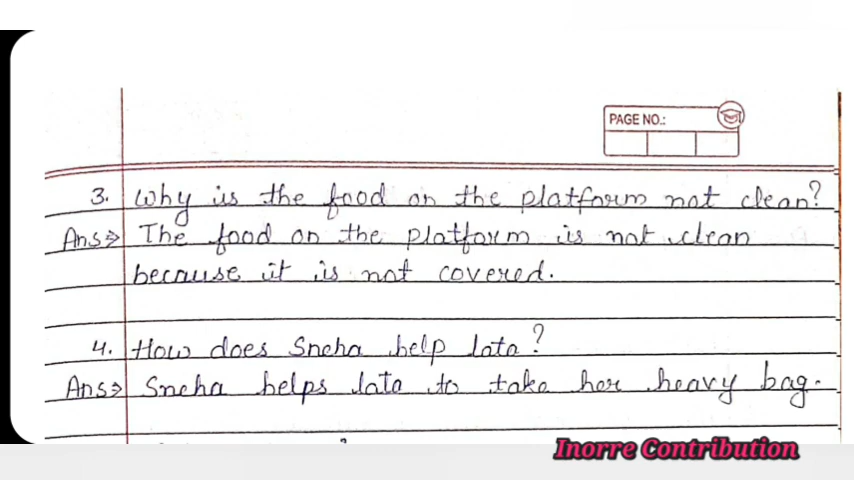 PAGE NO.:
3. Why is the food on the platform not clean?
Ans⇒ The food on the platform is not clean
because it is not covered.
4. How does Sneha help lata?
Ans⇒ Sneha helps lata to take her heavy bag.
Inorre Contribution